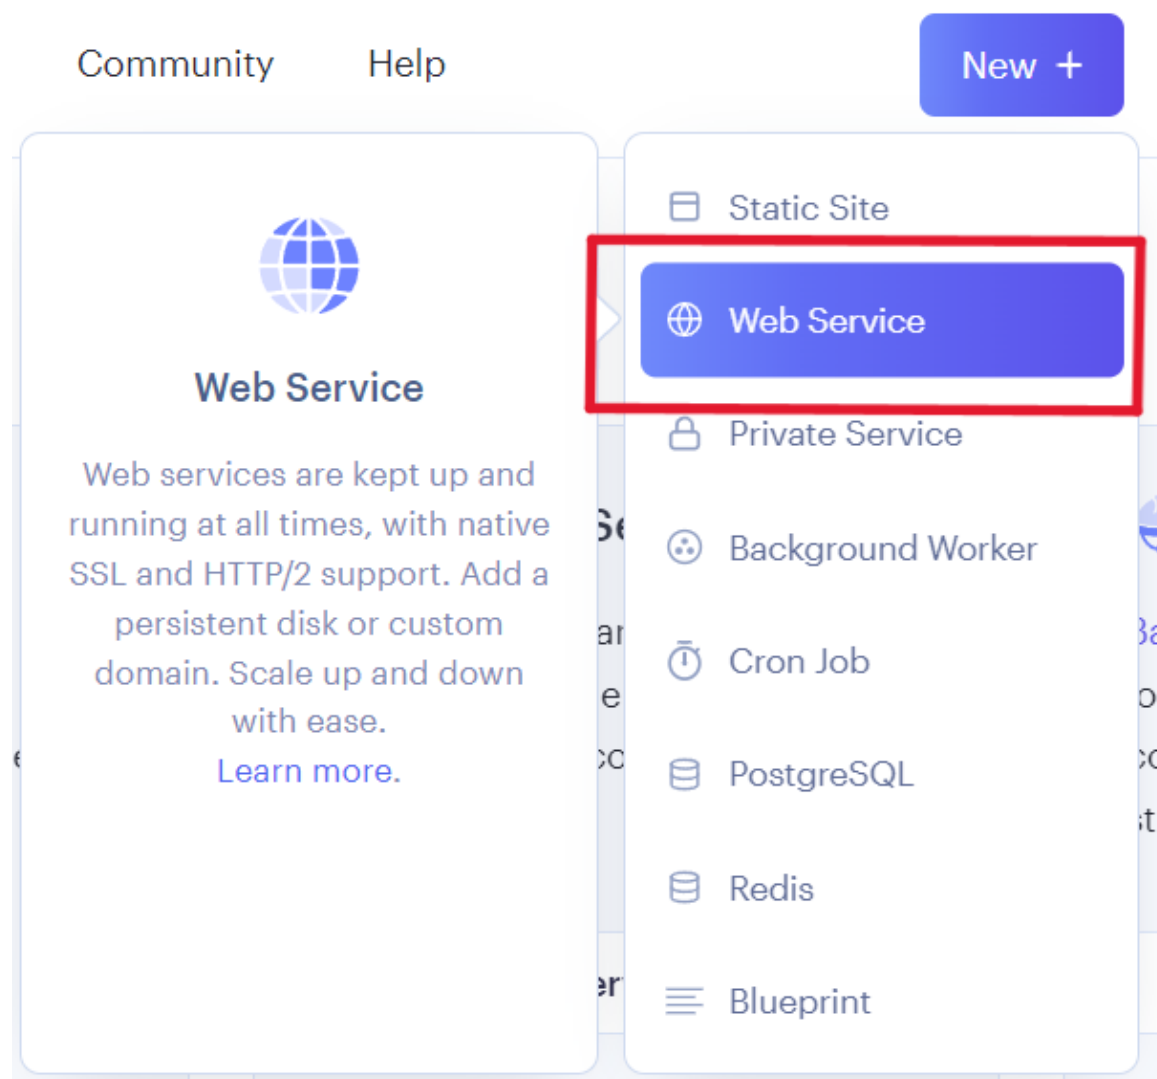 Community Help New +
Web Service
Web services are kept up and
running at all times, with native
SSL and HTTP/2 support. Add a
persistent disk or custom
domain. Scale up and down
with ease.
Learn more.
Static Site
Web Service
Private Service
Background Worker
Cron Job
PostgreSQL
Redis
Blueprint